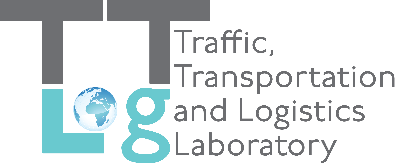 TT
Log
Traffic,
Transportation
and Logistics
Laboratory